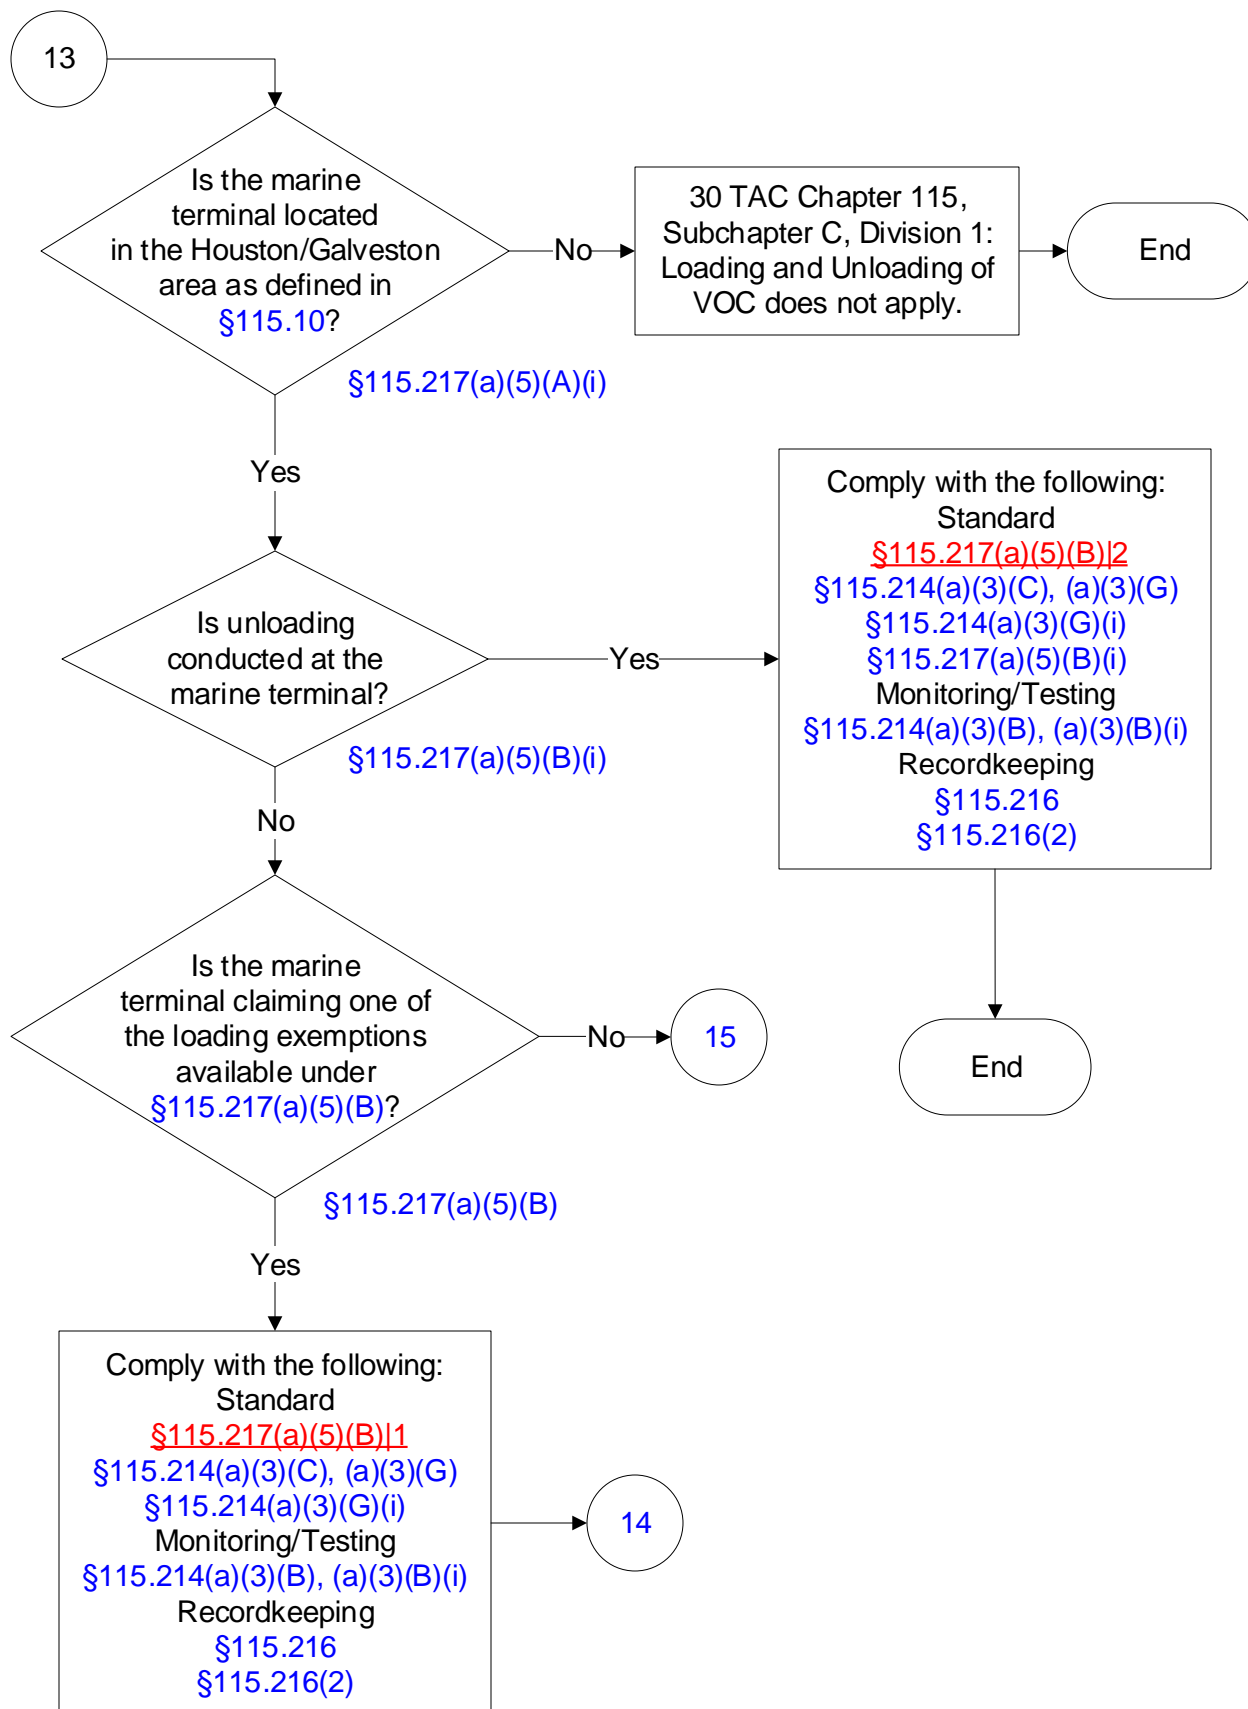 13
Is the marine
terminal located
in the Houston/Galveston
area as defined in
§115.10?
No
30 TAC Chapter 115,
Subchapter C, Division 1:
Loading and Unloading of
VOC does not apply.
End
§115.217(a)(5)(A)(i)
Yes
Is unloading
conducted at the
marine terminal?
Yes
§115.217(a)(5)(B)(i)
Comply with the following:
Standard
§115.217(a)(5)(B)|2
§115.214(a)(3)(C), (a)(3)(G)
§115.214(a)(3)(G)(i)
§115.217(a)(5)(B)(i)
Monitoring/Testing
§115.214(a)(3)(B), (a)(3)(B)(i)
Recordkeeping
§115.216
§115.216(2)
End
No
Is the marine
terminal claiming one of
the loading exemptions
available under
§115.217(a)(5)(B)?
No
15
§115.217(a)(5)(B)
Yes
Comply with the following:
Standard
§115.217(a)(5)(B)|1
§115.214(a)(3)(C), (a)(3)(G)
§115.214(a)(3)(G)(i)
Monitoring/Testing
§115.214(a)(3)(B), (a)(3)(B)(i)
Recordkeeping
§115.216
§115.216(2)
14